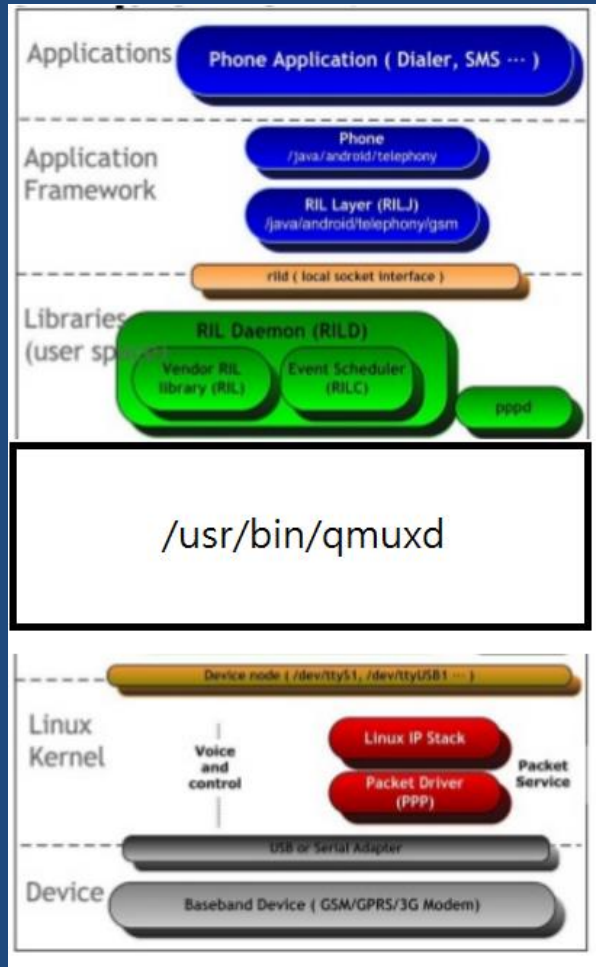 Applications
Phone Application ( Dialer, SMS ··· )
Application
Framework
Phone
/java/android/telephony
RIL Layer (RILJ)
/java/android/telephony/gsm
rild ( local socket interface )
Libraries
(user space)
RIL Daemon (RILD)
Vendor RIL
library (RIL)
Event Scheduler
(RILC)
pppd
/usr/bin/qmuxd
Device node ( /dev/ttyS1, /dev/ttyUSB1 ··· )
Linux
Kernel
Voice
and
control
Linux IP Stack
Packet Driver
(PPP)
Packet
Service
USB or Serial Adapter
Device
Baseband Device ( GSM/GPRS/3G Modem)